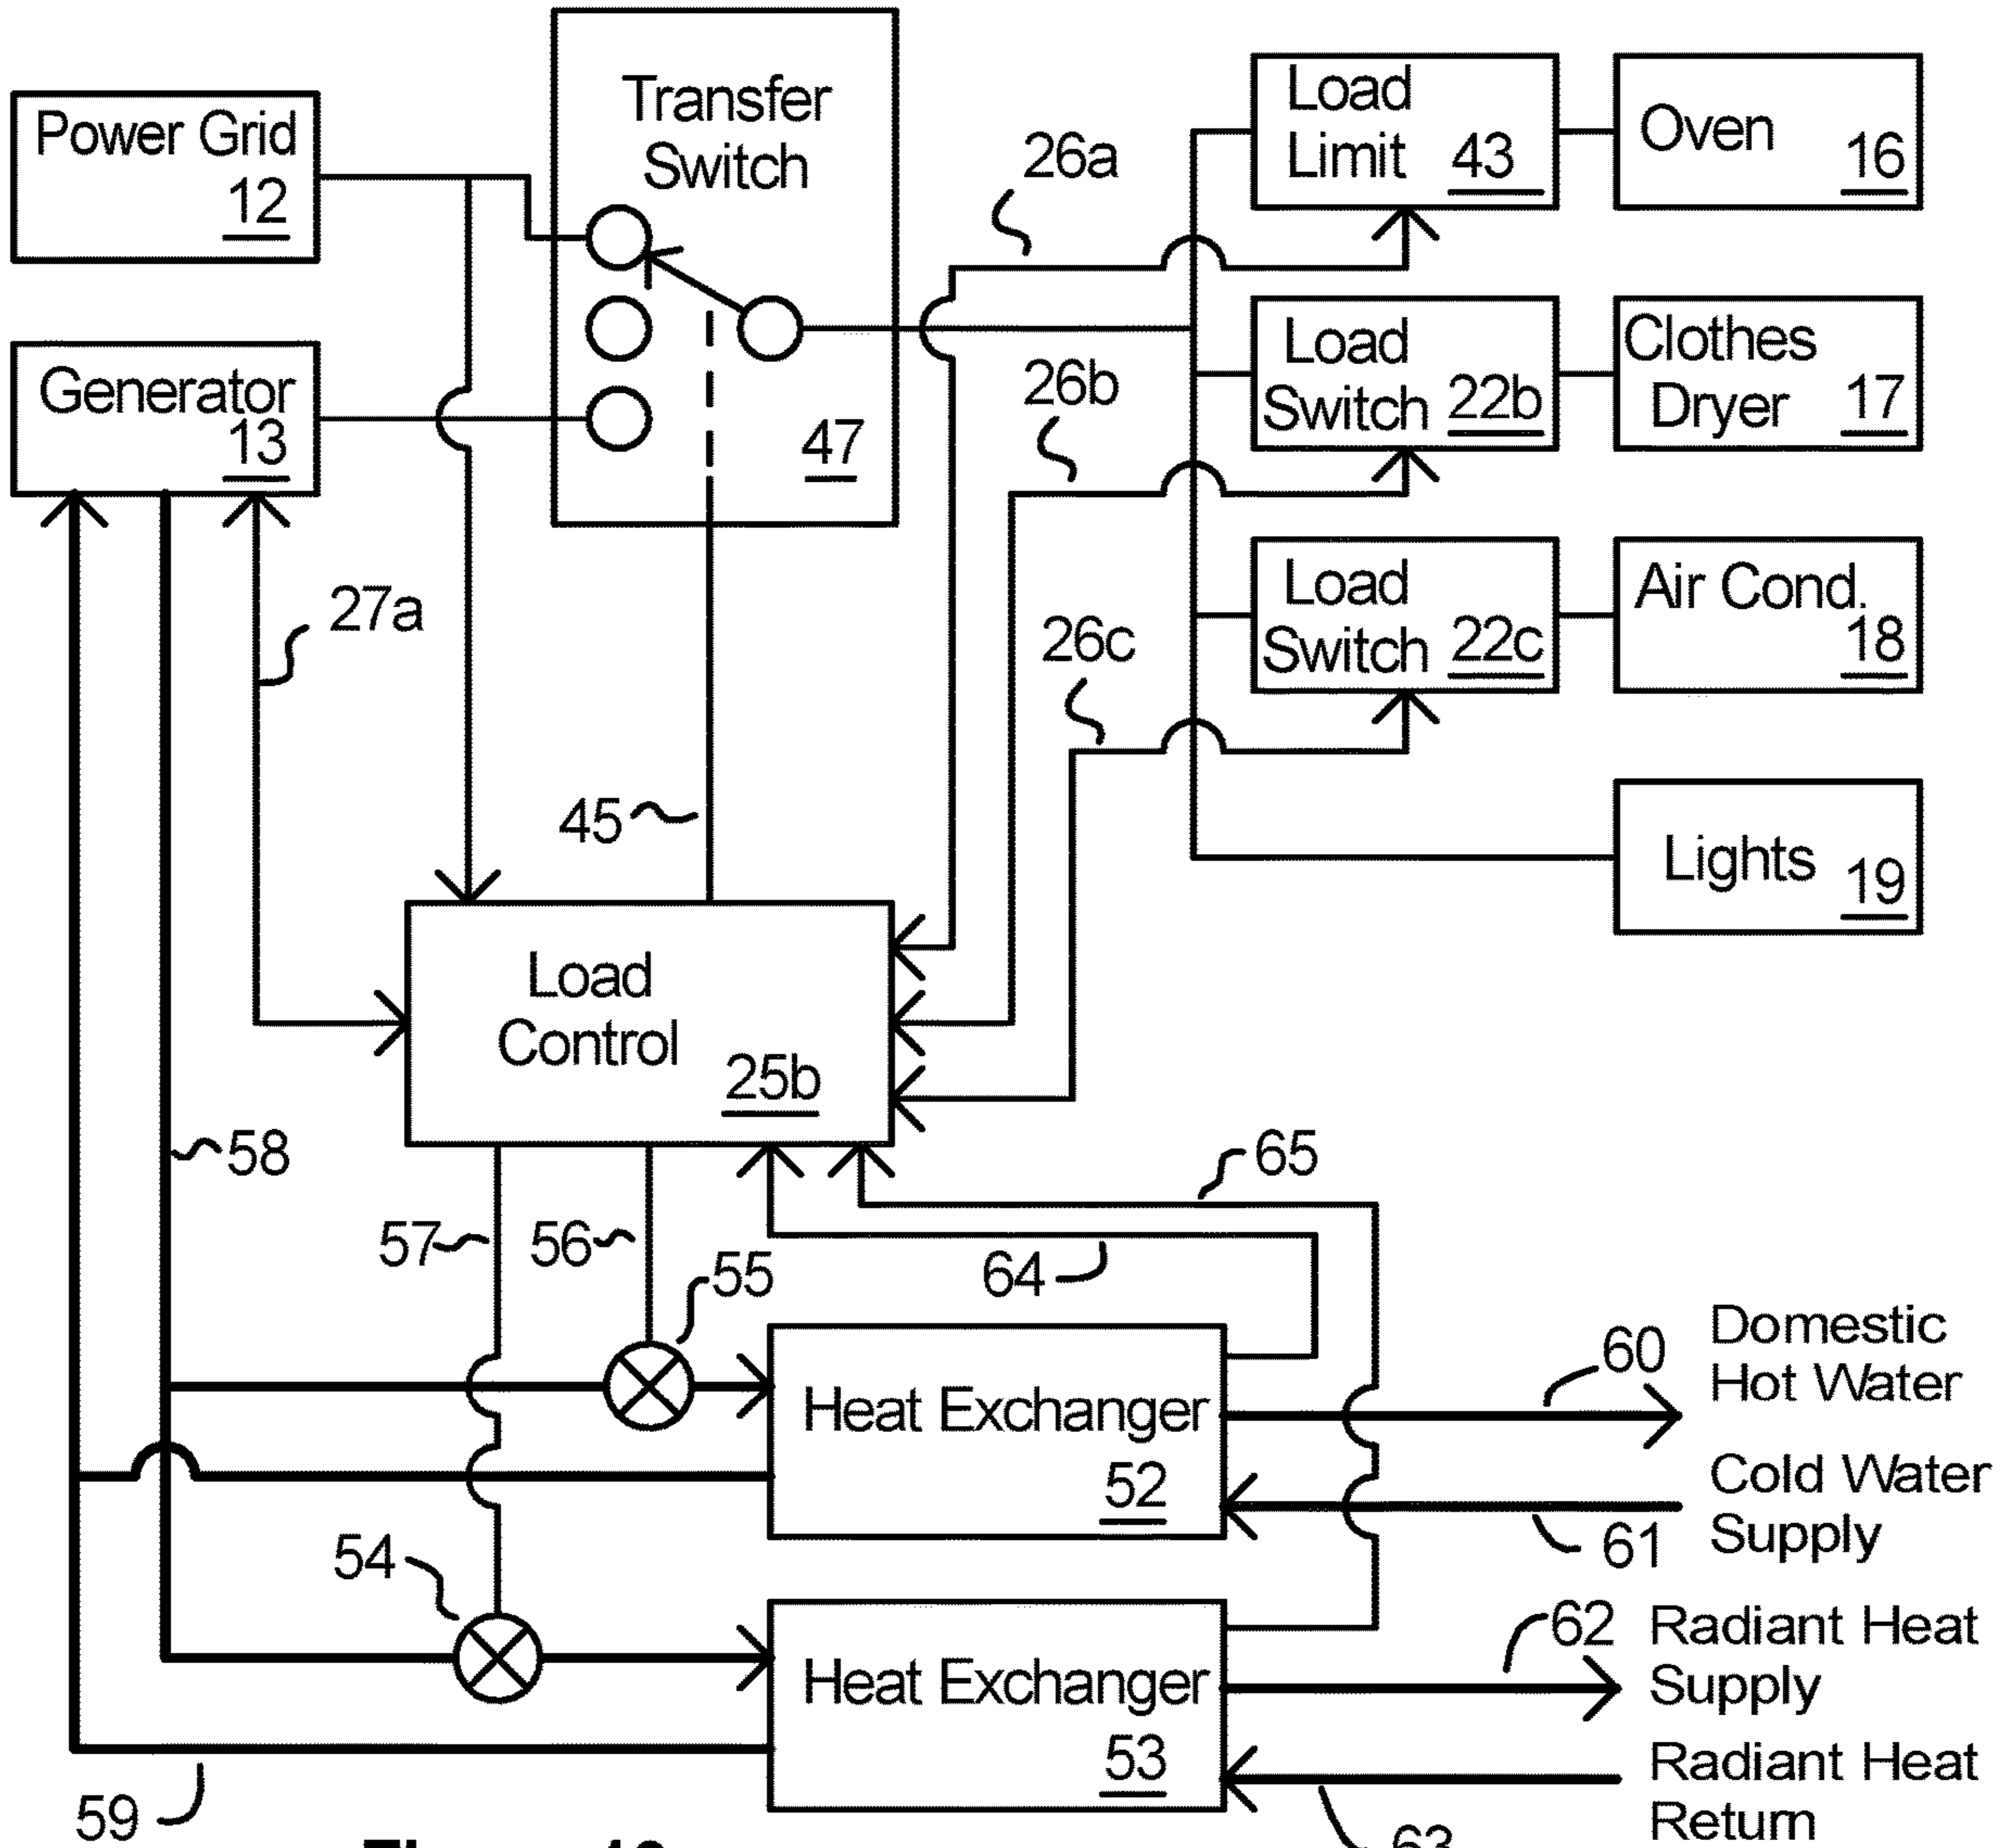 Power Grid
12
Transfer
Switch
47
Generator
13
Load
Limit 43
Oven
16
26a
Load
Switch 22b
Clothes
Dryer 17
26b
Load
Switch 22c
Air Cond.
18
26c
27a
45
Lights 19
Load
Control
25b
58
57
56
55
65
64
Heat Exchanger
52
60
Domestic
Hot Water
Cold Water
Supply
61
54
Heat Exchanger
53
62
Radiant Heat
Supply
Radiant Heat
Return
59
63